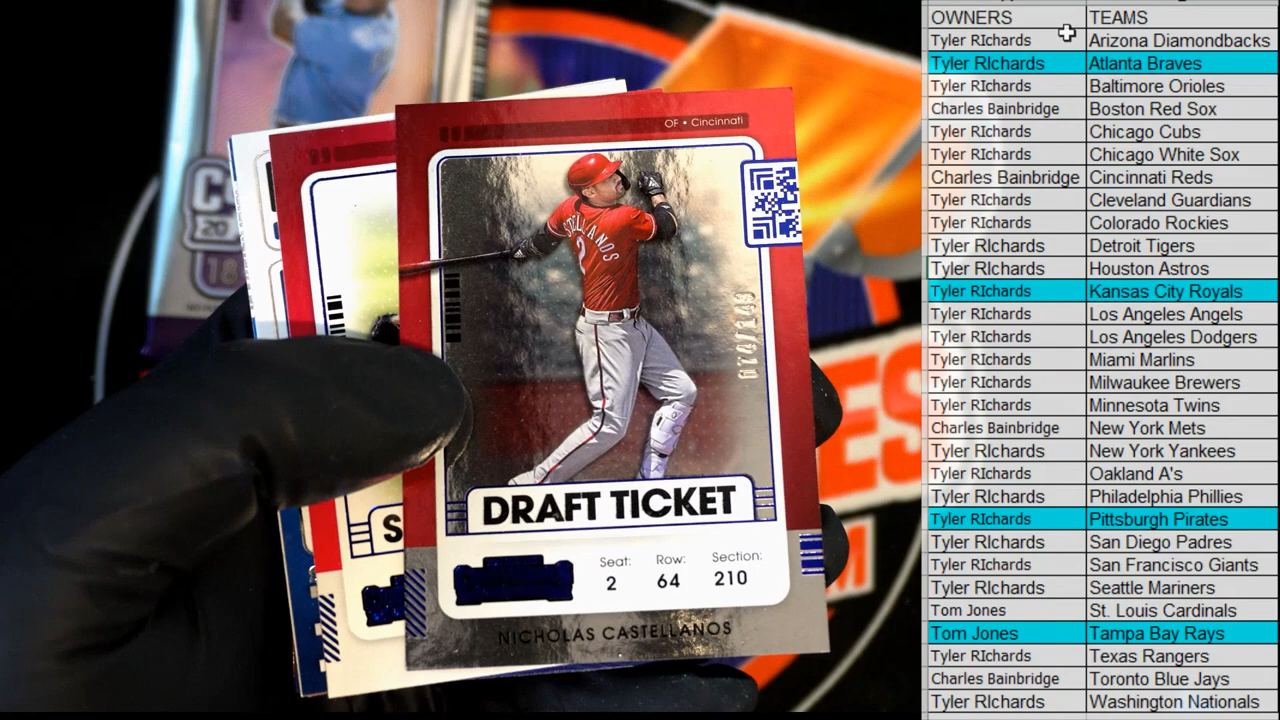 OF • Cincinnati
STELLANOS
2
074/149
DRAFT TICKET
Seat: Row: Section:
2 64 210
NICHOLAS CASTELLANOS
S
ES
M
20
18
OWNERS TEAMS
Tyler RIchards Arizona Diamondbacks
Tyler RIchards Atlanta Braves
Tyler RIchards Baltimore Orioles
Charles Bainbridge Boston Red Sox
Tyler RIchards Chicago Cubs
Tyler RIchards Chicago White Sox
Charles Bainbridge Cincinnati Reds
Tyler RIchards Cleveland Guardians
Tyler RIchards Colorado Rockies
Tyler RIchards Detroit Tigers
Tyler RIchards Houston Astros
Tyler RIchards Kansas City Royals
Tyler RIchards Los Angeles Angels
Tyler RIchards Los Angeles Dodgers
Tyler RIchards Miami Marlins
Tyler RIchards Milwaukee Brewers
Tyler RIchards Minnesota Twins
Charles Bainbridge New York Mets
Tyler RIchards New York Yankees
Tyler RIchards Oakland A's
Tyler RIchards Philadelphia Phillies
Tyler RIchards Pittsburgh Pirates
Tyler RIchards San Diego Padres
Tyler RIchards San Francisco Giants
Tyler RIchards Seattle Mariners
Tom Jones St. Louis Cardinals
Tom Jones Tampa Bay Rays
Tyler RIchards Texas Rangers
Charles Bainbridge Toronto Blue Jays
Tyler RIchards Washington Nationals